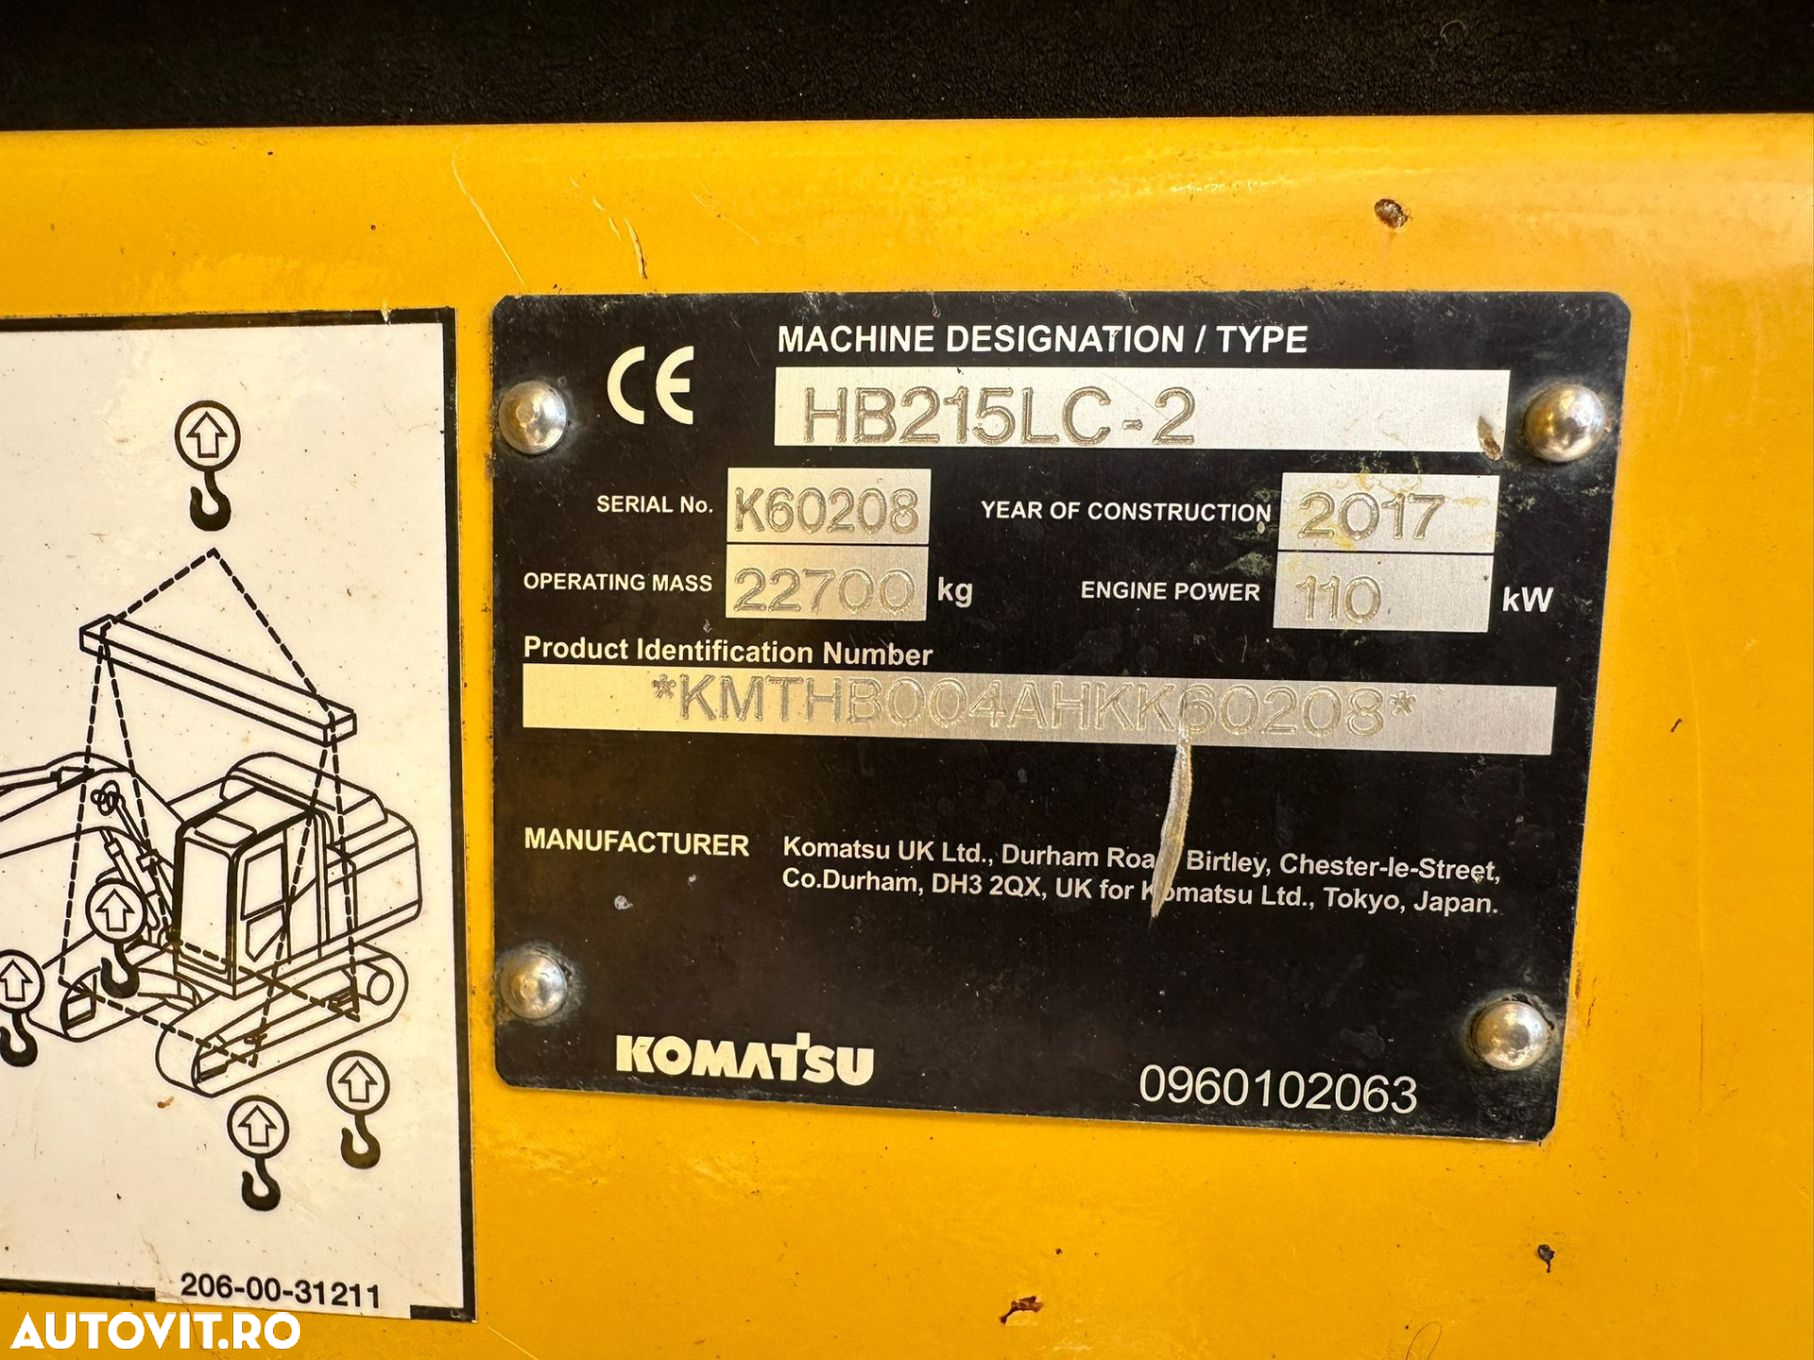 CE
MACHINE DESIGNATION / TYPE
HB215LC-2
SERIAL No. K60208 YEAR OF CONSTRUCTION 2017
OPERATING MASS 22700 kg ENGINE POWER 110 kW
Product Identification Number
*KMTHB004AHKK60208*
MANUFACTURER Komatsu UK Ltd., Durham Roa Birtley, Chester-le-Street,
Co.Durham, DH3 2QX, UK for Komatsu Ltd., Tokyo, Japan.
KOMATSU 0960102063
206-00-31211
AUTOVIT.RO